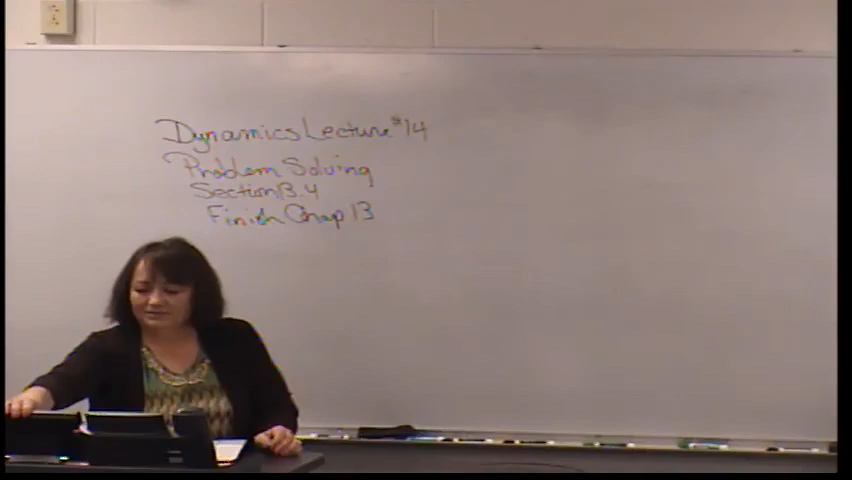 Dynamics Lecture #14
Problem Solving
Section 13.4
Finish Chap 13